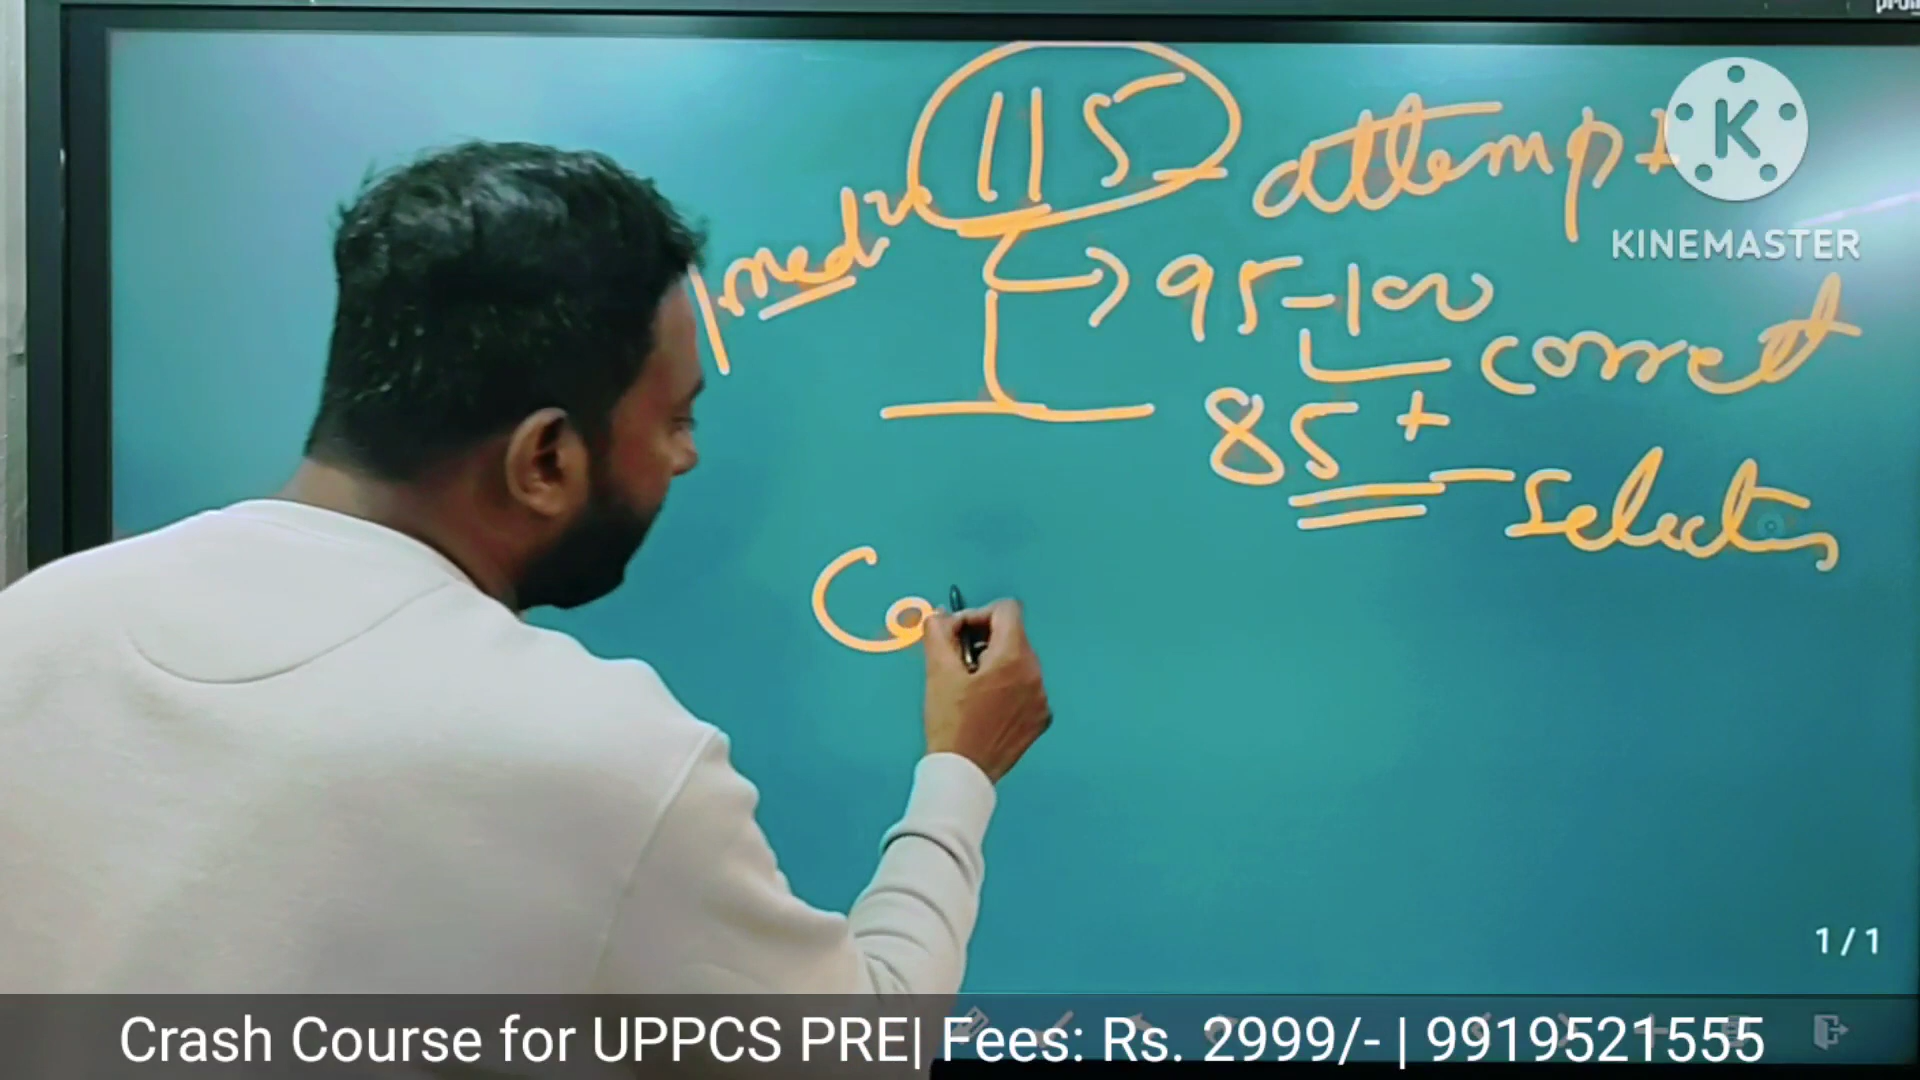 115 attempt
95-100
correct
85+ - selection
Ca
KINEMASTER
1/1
Crash Course for UPPCS PRE| Fees: Rs. 2999/- | 9919521555